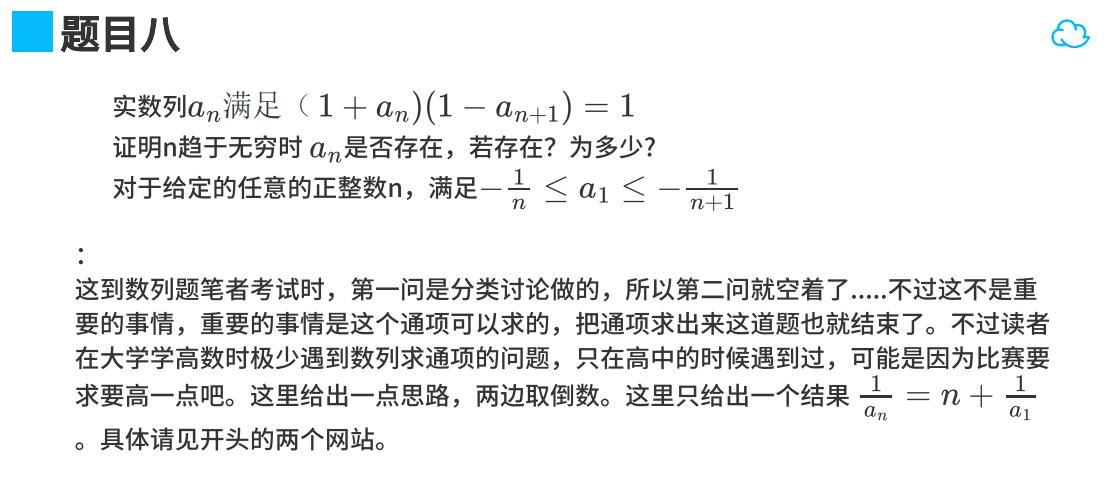 题目八
实数列$a_n$满足（$1+a_n)(1-a_{n+1})=1$
证明n趋于无穷时 $a_n$是否存在，若存在？为多少?
对于给定的任意的正整数n，满足$-\frac{1}{n} \leq a_1 \leq -\frac{1}{n+1}$
：
这到数列题笔者考试时，第一问是分类讨论做的，所以第二问就空着了.....不过这不是重
要的事情，重要的事情是这个通项可以求的，把通项求出来这道题也就结束了。不过读者
在大学学高数时极少遇到数列求通项的问题，只在高中的时候遇到过，可能是因为比赛要
求要高一点吧。这里给出一点思路，两边取倒数。这里只给出一个结果 $\frac{1}{a_n} = n + \frac{1}{a_1}$
。具体请见开头的两个网站。